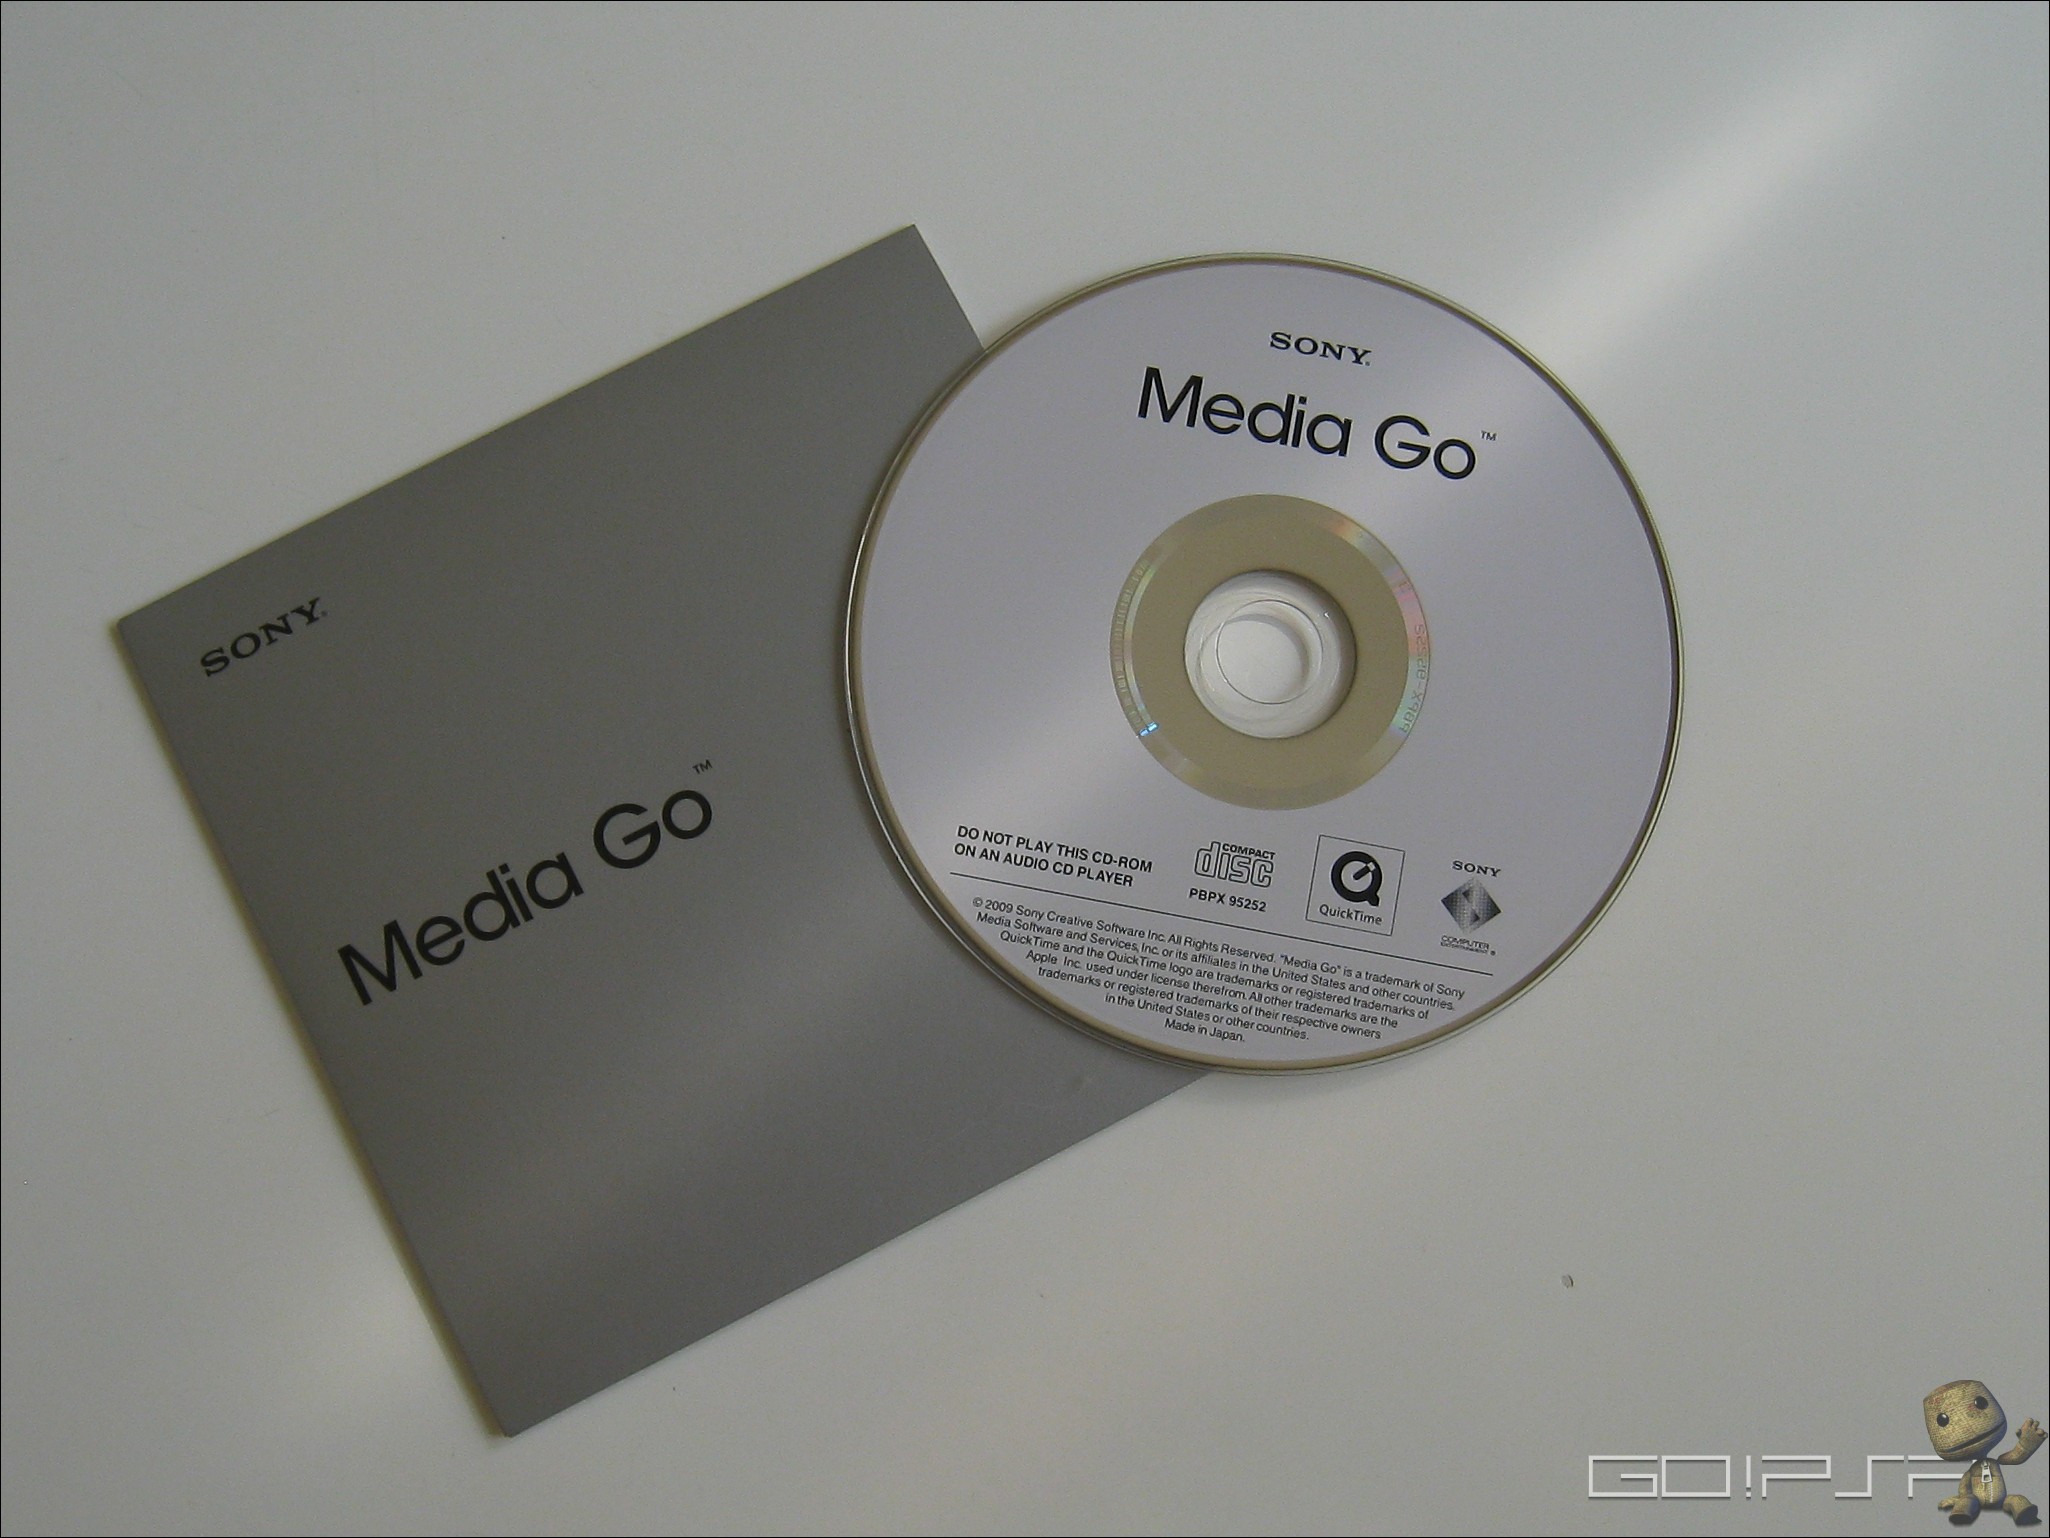 SONY
Media Go™
SONY
Media Go™
DO NOT PLAY THIS CD-ROM
ON AN AUDIO CD PLAYER
COMPACT
disc
PBPX 95252
QuickTime
SONY
COMPUTER
ENTERTAINMENT ®
© 2009 Sony Creative Software Inc. All Rights Reserved. "Media Go" is a trademark of Sony
Media Software and Services, Inc. or its affiliates in the United States and other countries.
QuickTime and the QuickTime logo are trademarks or registered trademarks of
Apple Inc. used under license therefrom. All other trademarks are the
trademarks or registered trademarks of their respective owners
in the United States or other countries.
Made in Japan.
GO!PSP